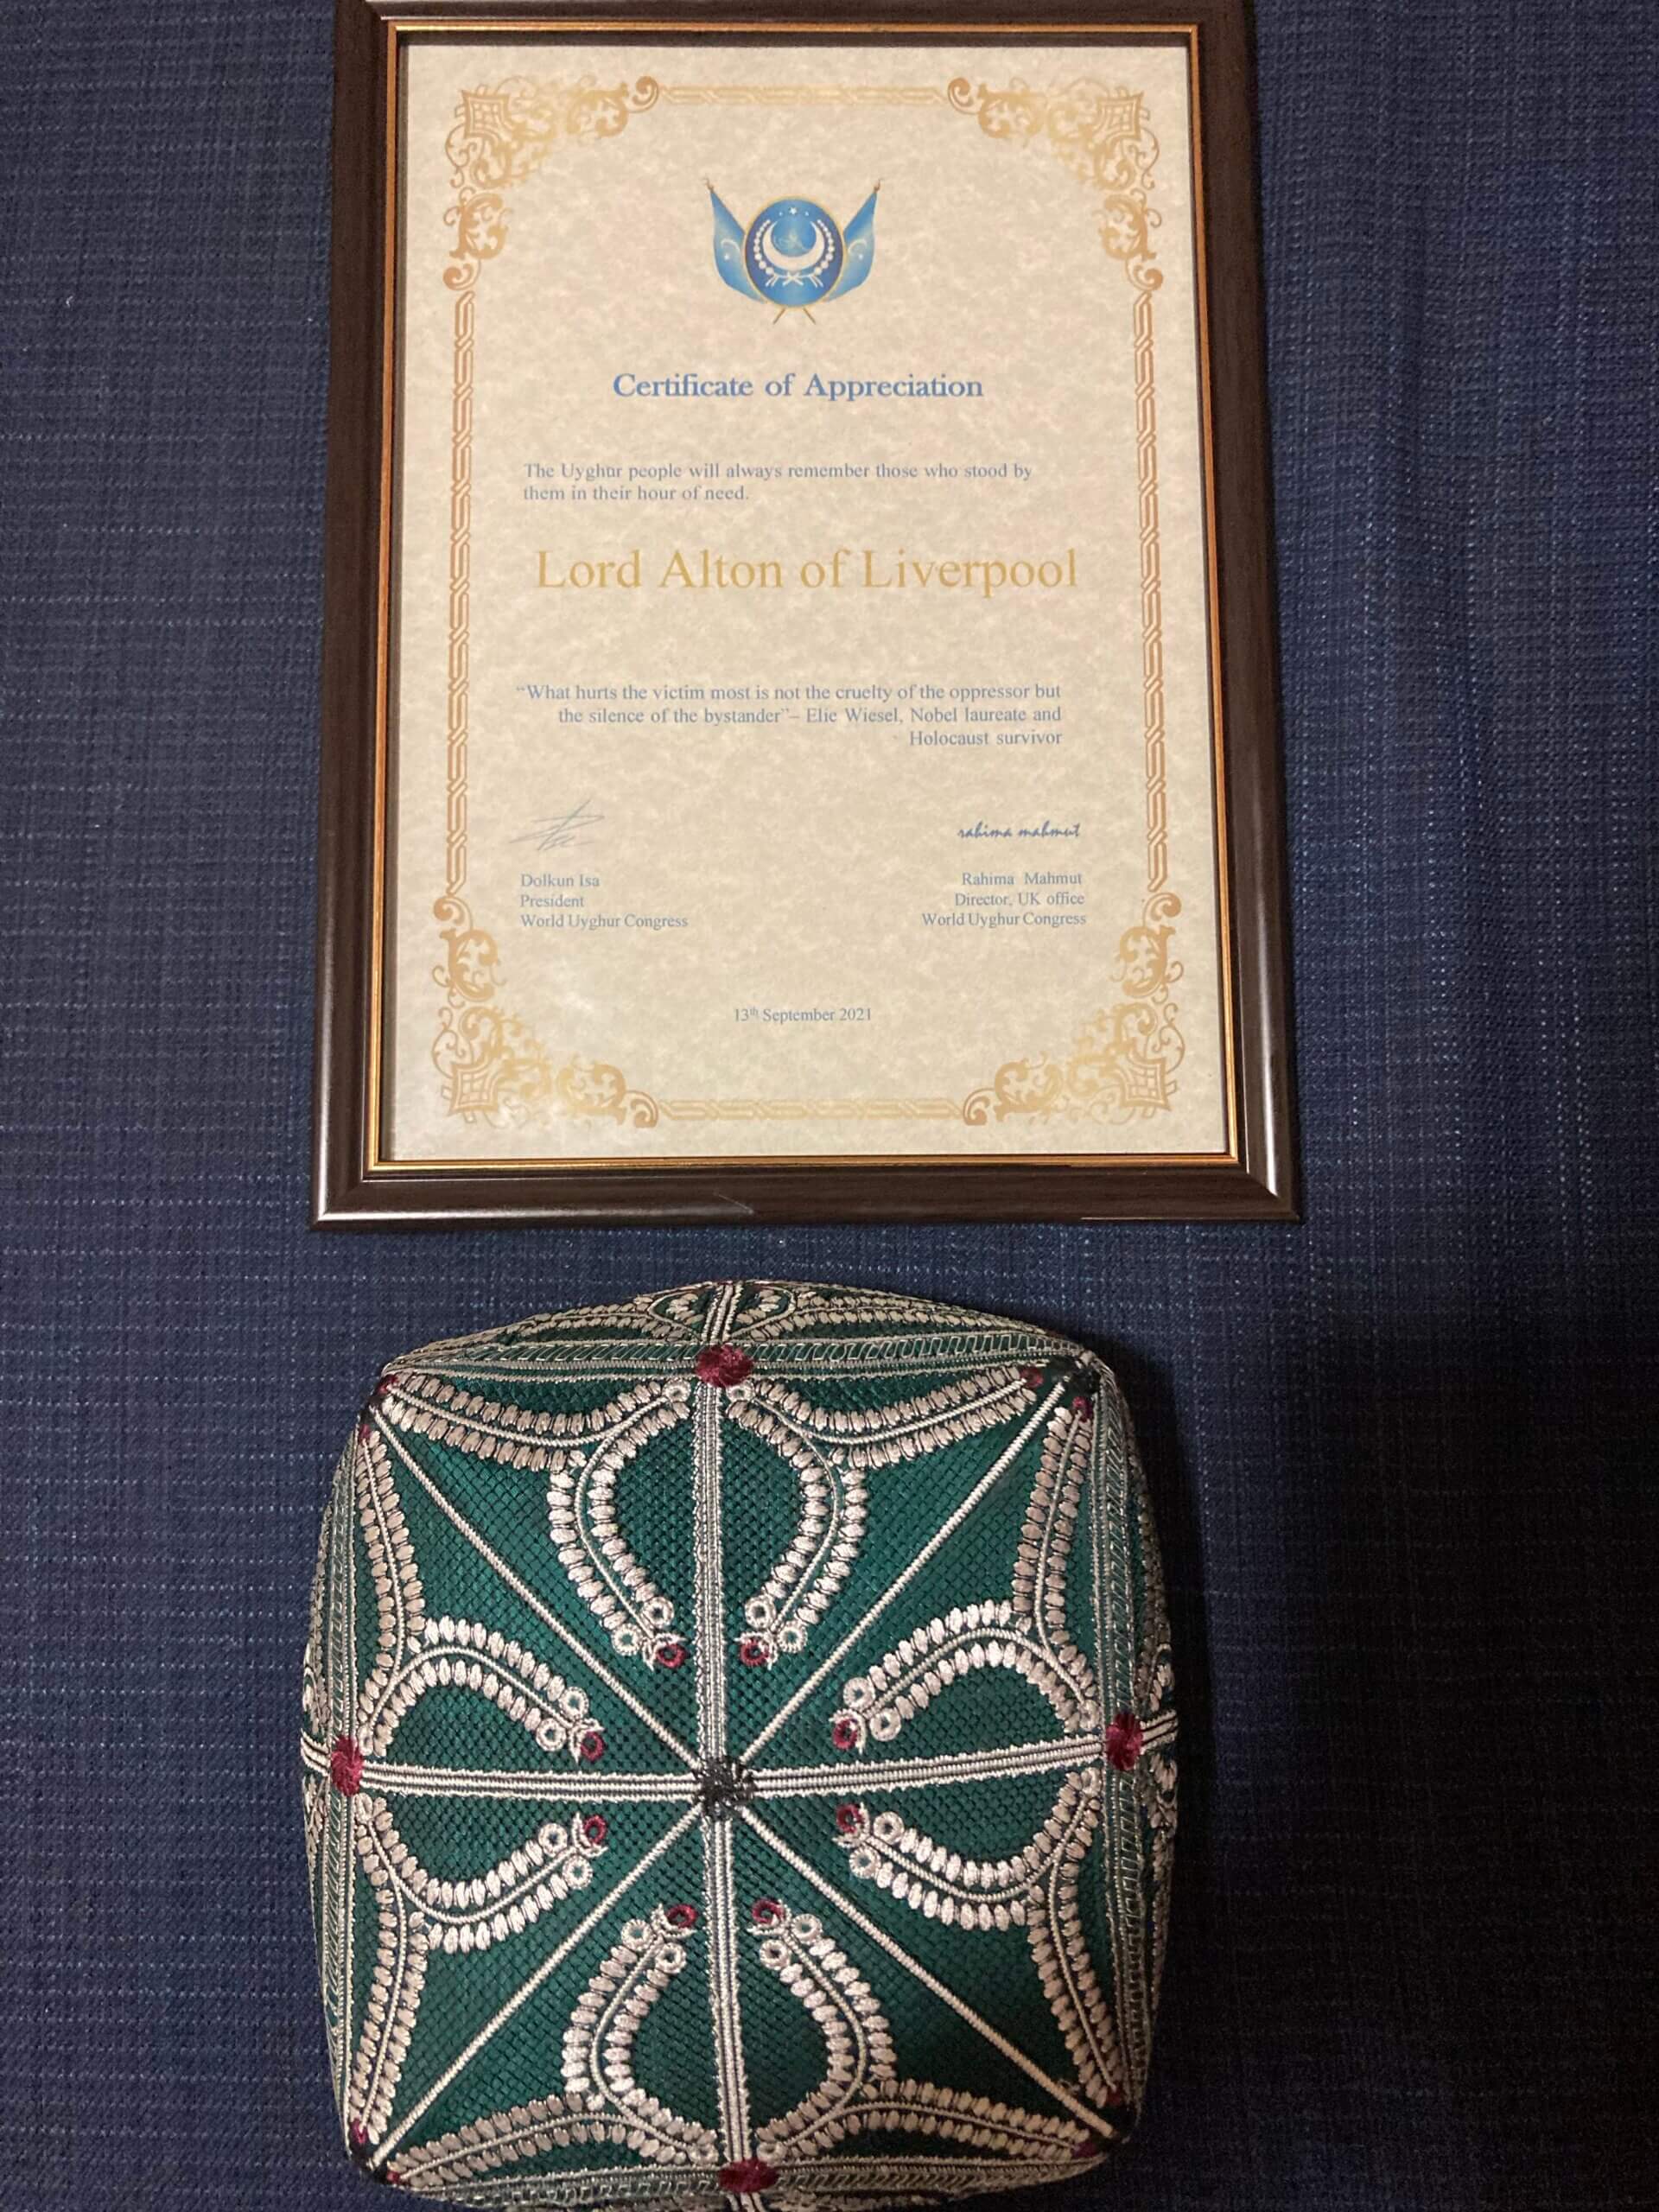 Certificate of Appreciation
The Uyghur people will always remember those who stood by
them in their hour of need.
Lord Alton of Liverpool
“What hurts the victim most is not the cruelty of the oppressor but
the silence of the bystander”– Elie Wiesel, Nobel laureate and
Holocaust survivor
rahima mahmut
Dolkun Isa
President
World Uyghur Congress
Rahima Mahmut
Director, UK office
World Uyghur Congress
13th September 2021